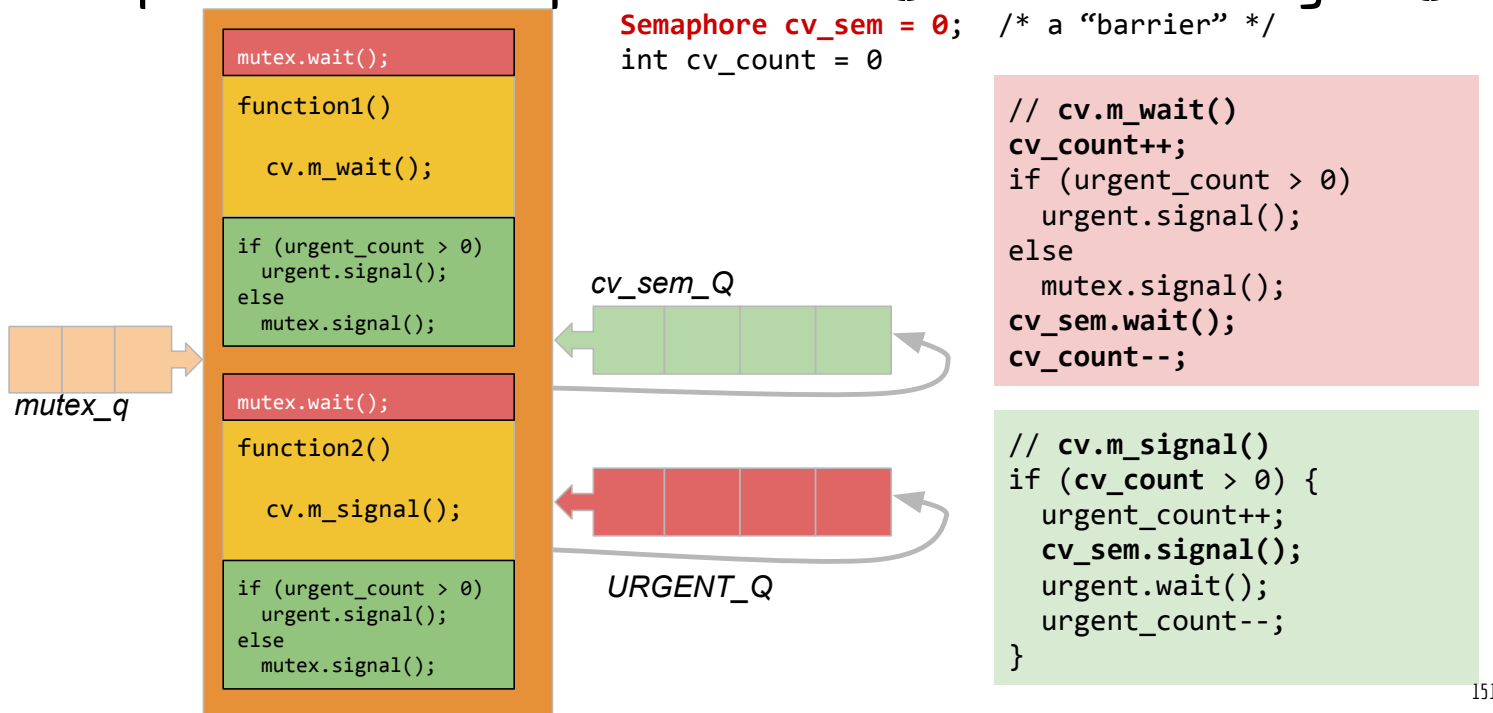 Semaphore cv_sem = 0;  /* a “barrier” */
int cv_count = 0
mutex.wait();
function1()
cv.m_wait();
if (urgent_count > 0)
urgent.signal();
else
mutex.signal();
mutex.wait();
function2()
cv.m_signal();
if (urgent_count > 0)
urgent.signal();
else
mutex.signal();
mutex_q
cv_sem_Q
URGENT_Q
// cv.m_wait()
cv_count++;
if (urgent_count > 0)
urgent.signal();
else
mutex.signal();
cv_sem.wait();
cv_count--;
// cv.m_signal()
if (cv_count > 0) {
urgent_count++;
cv_sem.signal();
urgent.wait();
urgent_count--;
}
151